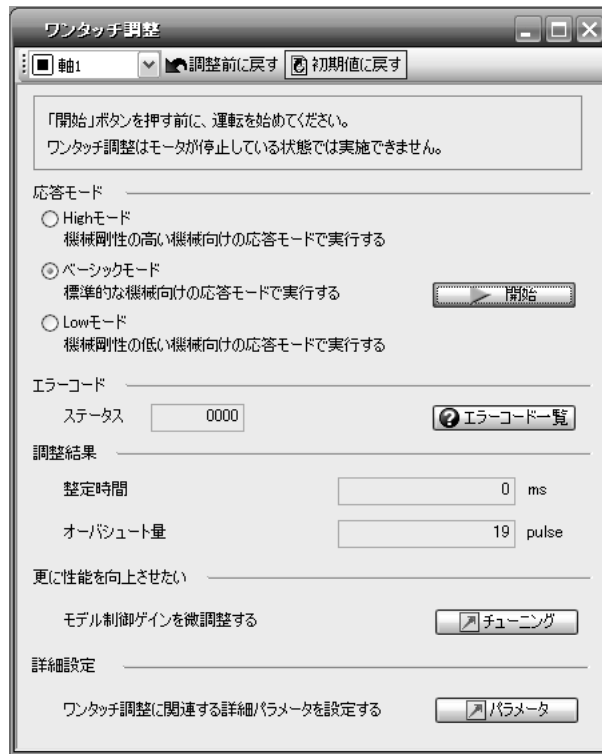 ワンタッチ調整
軸1 調整前に戻す 初期値に戻す
「開始」ボタンを押す前に、運転を始めてください。
ワンタッチ調整はモータが停止している状態では実施できません。
応答モード
Highモード
機械剛性の高い機械向けの応答モードで実行する
ベーシックモード
標準的な機械向けの応答モードで実行する
開始
Lowモード
機械剛性の低い機械向けの応答モードで実行する
エラーコード
ステータス 0000 エラーコード一覧
調整結果
整定時間 0 ms
オーバシュート量 19 pulse
更に性能を向上させたい
モデル制御ゲインを微調整する チューニング
詳細設定
ワンタッチ調整に関連する詳細パラメータを設定する パラメータ